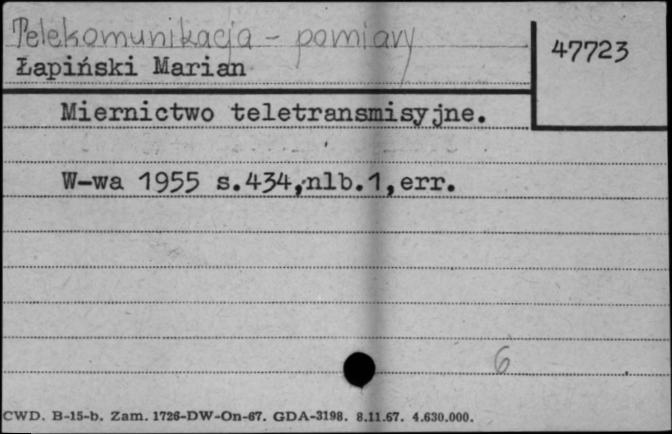 Telekomunikacja - pomiary
47723
Łapiński Marian
Miernictwo teletransmisyjne.
W-wa 1955 s.434,nlb.1,err.
6
CWD. B-15-b. Zam. 1726-DW-On-67. GDA-3198. 8.11.67. 4.630.000.